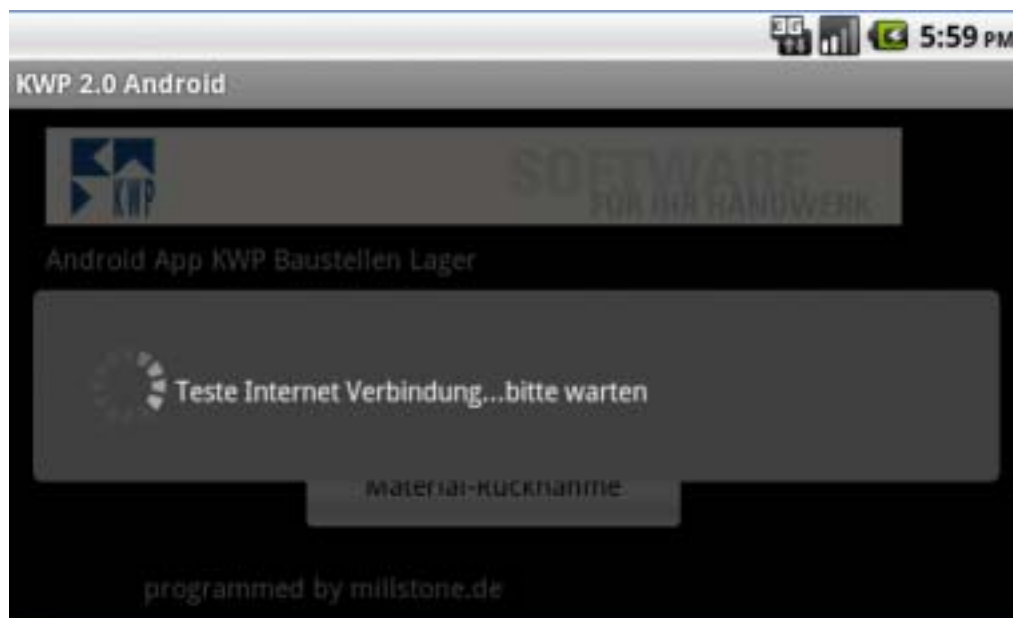 5:59 PM
KWP 2.0 Android
KWP
SOFTWARE
FÜR IHR HANDWERK
Android App KWP Baustellen Lager
Teste Internet Verbindung...bitte warten
Material-Rücknahme
programmed by millstone.de